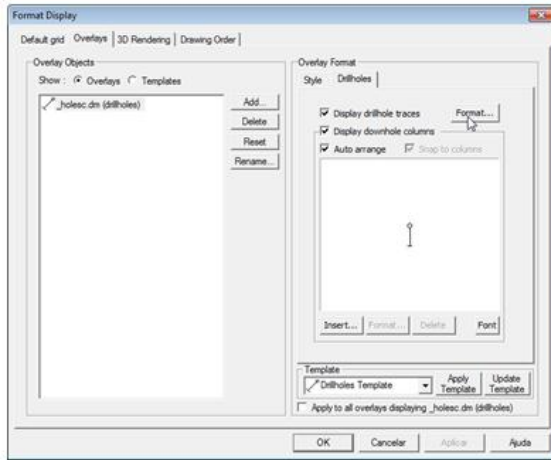 Format Display
Default grid Overlays 3D Rendering Drawing Order
Overlay Objects
Show : Overlays Templates
_holesc.dm (drillholes)
Add...
Delete
Reset
Rename...
Overlay Format
Style Drillholes
Display drillhole traces Format...
Display downhole columns
Auto arrange Snap to columns
Insert... Format... Delete Font
Template
Drillholes Template Apply Template Update Template
Apply to all overlays displaying _holesc.dm (drillholes)
OK Cancelar Aplicar Ajuda